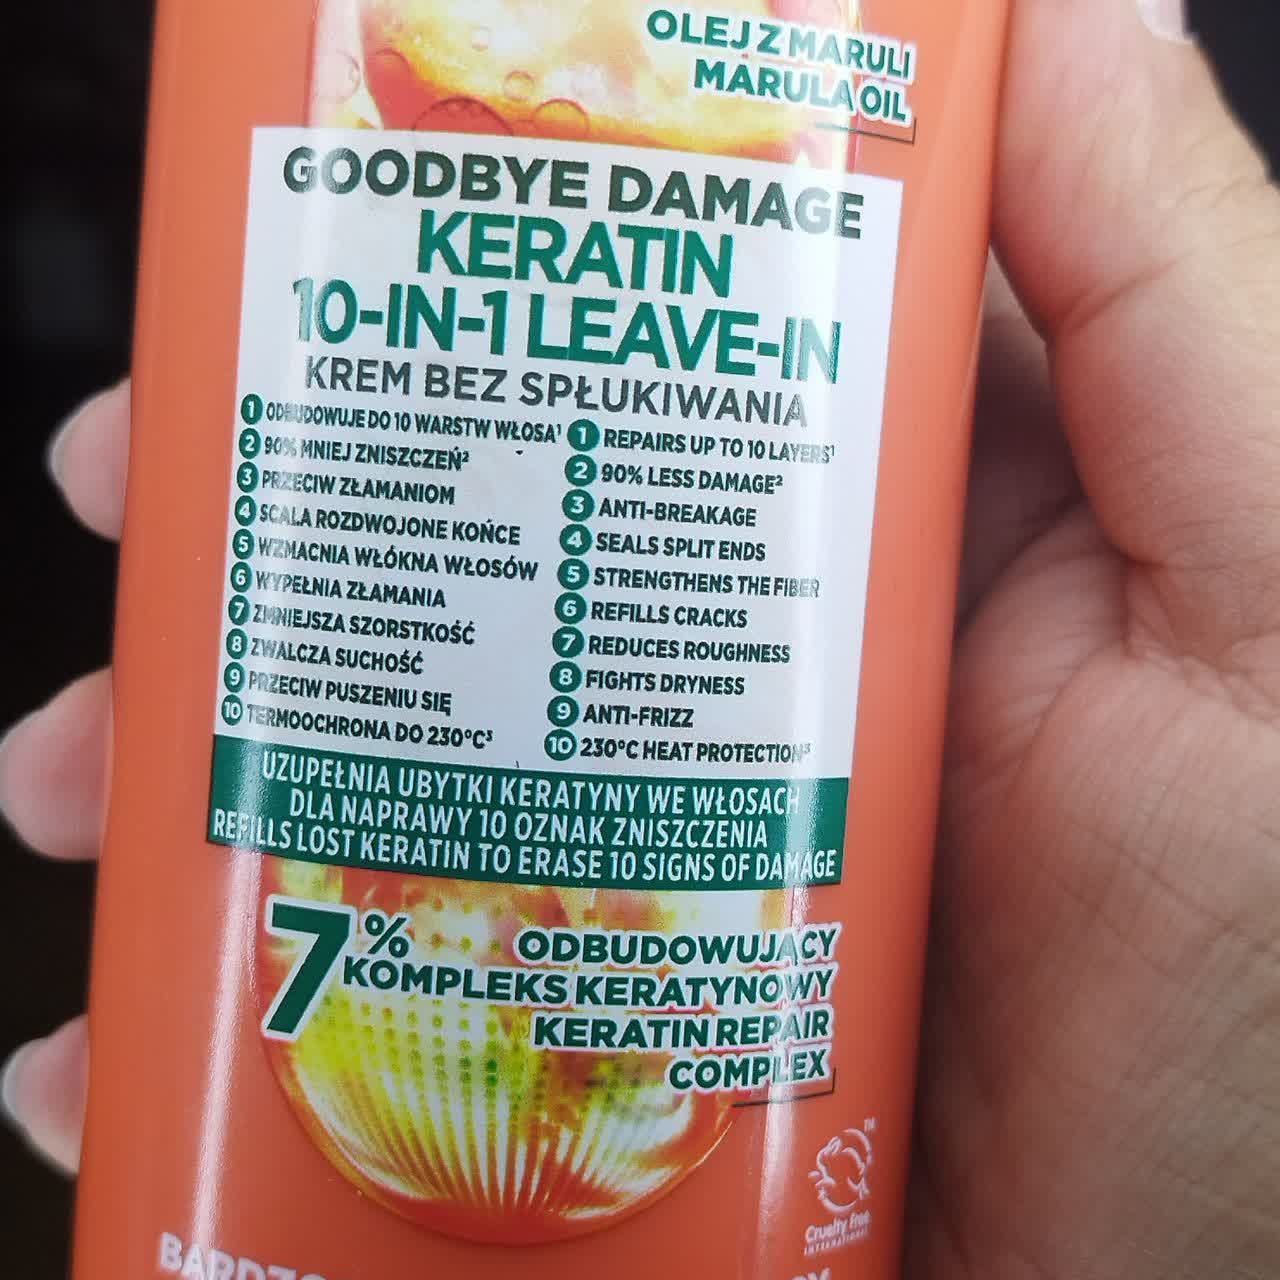 OLEJ Z MARULI
MARULA OIL
GOODBYE DAMAGE
KERATIN
10-IN-1 LEAVE-IN
KREM BEZ SPŁUKIWANIA
1 ODBUDOWUJE DO 10 WARSTW WŁOSA¹
2 90% MNIEJ ZNISZCZEŃ²
3 PRZECIW ZŁAMANIOM
4 SCALA ROZDWOJONE KOŃCE
5 WZMACNIA WŁÓKNA WŁOSÓW
6 WYPEŁNIA ZŁAMANIA
7 ZMNIEJSZA SZORSTKOŚĆ
8 ZWALCZA SUCHOŚĆ
9 PRZECIW PUSZENIU SIĘ
10 TERMOOCHRONA DO 230°C³
1 REPAIRS UP TO 10 LAYERS¹
2 90% LESS DAMAGE²
3 ANTI-BREAKAGE
4 SEALS SPLIT ENDS
5 STRENGTHENS THE FIBER
6 REFILLS CRACKS
7 REDUCES ROUGHNESS
8 FIGHTS DRYNESS
9 ANTI-FRIZZ
10 230°C HEAT PROTECTION³
UZUPEŁNIA UBYTKI KERATYNY WE WŁOSACH
DLA NAPRAWY 10 OZNAK ZNISZCZENIA
REFILLS LOST KERATIN TO ERASE 10 SIGNS OF DAMAGE
7% ODBUDOWUJĄCY
KOMPLEKS KERATYNOWY
KERATIN REPAIR
COMPLEX
TM
Cruelty Free
INTERNATIONAL